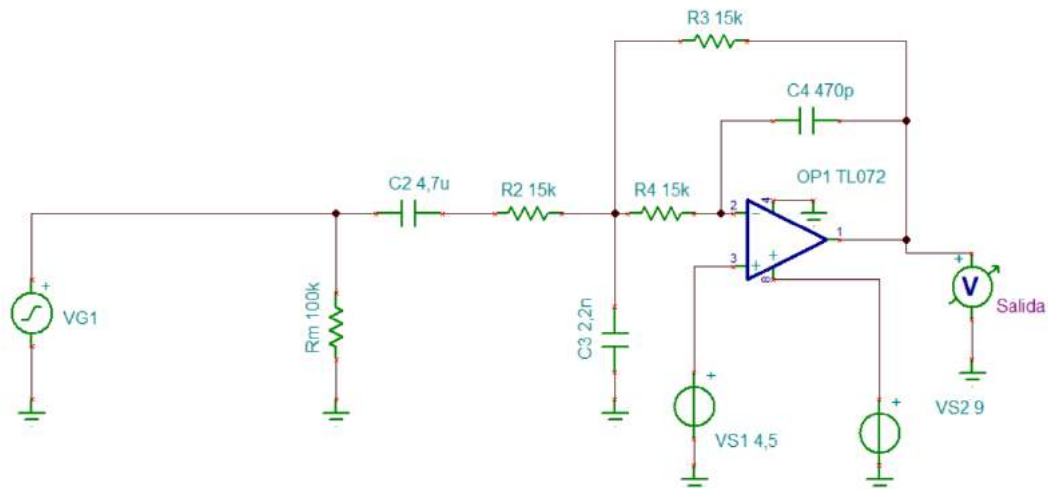 R3 15k
C4 470p
C2 4,7u
R2 15k
R4 15k
OP1 TL072
4
2
1
3
8
+
VG1
Rm 100k
C3 2,2n
+
V
Salida
+
VS1 4,5
+
VS2 9